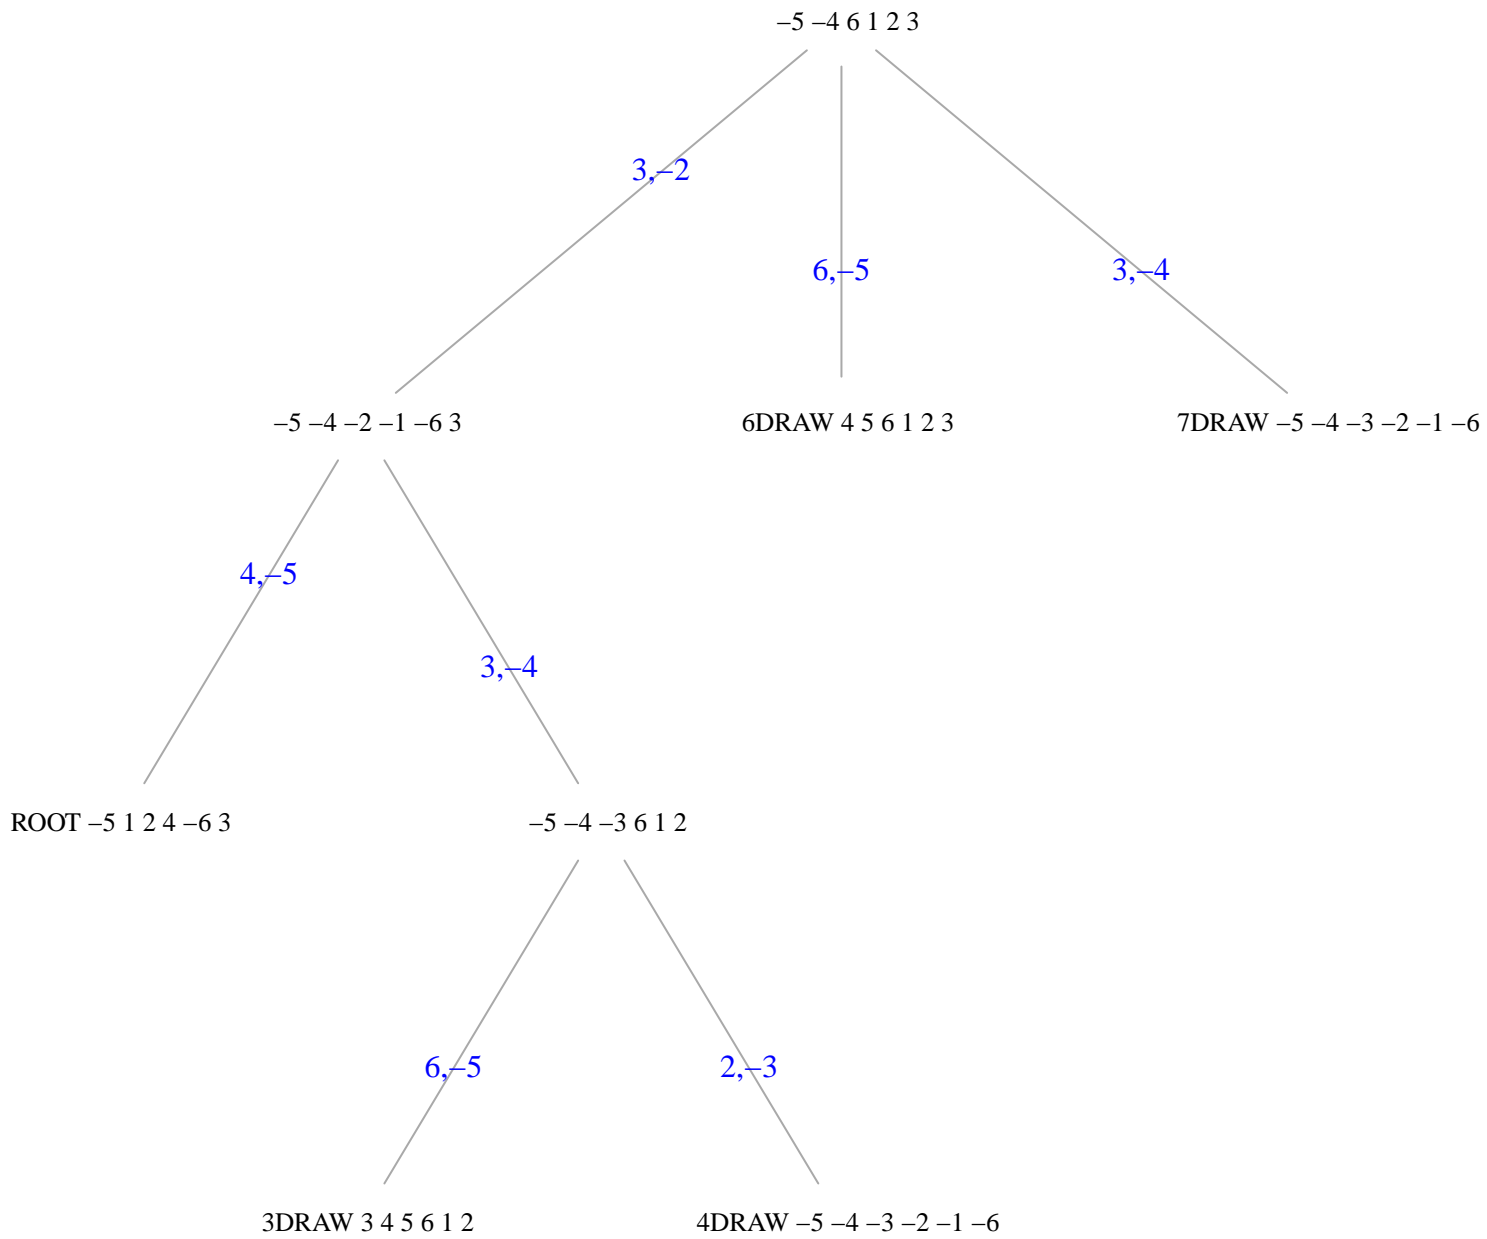 –5 –4 6 1 2 3
3,–2
6,–5
3,–4
–5 –4 –2 –1 –6 3
6DRAW 4 5 6 1 2 3
7DRAW –5 –4 –3 –2 –1 –6
4,–5
3,–4
ROOT –5 1 2 4 –6 3
–5 –4 –3 6 1 2
6,–5
2,–3
3DRAW 3 4 5 6 1 2
4DRAW –5 –4 –3 –2 –1 –6